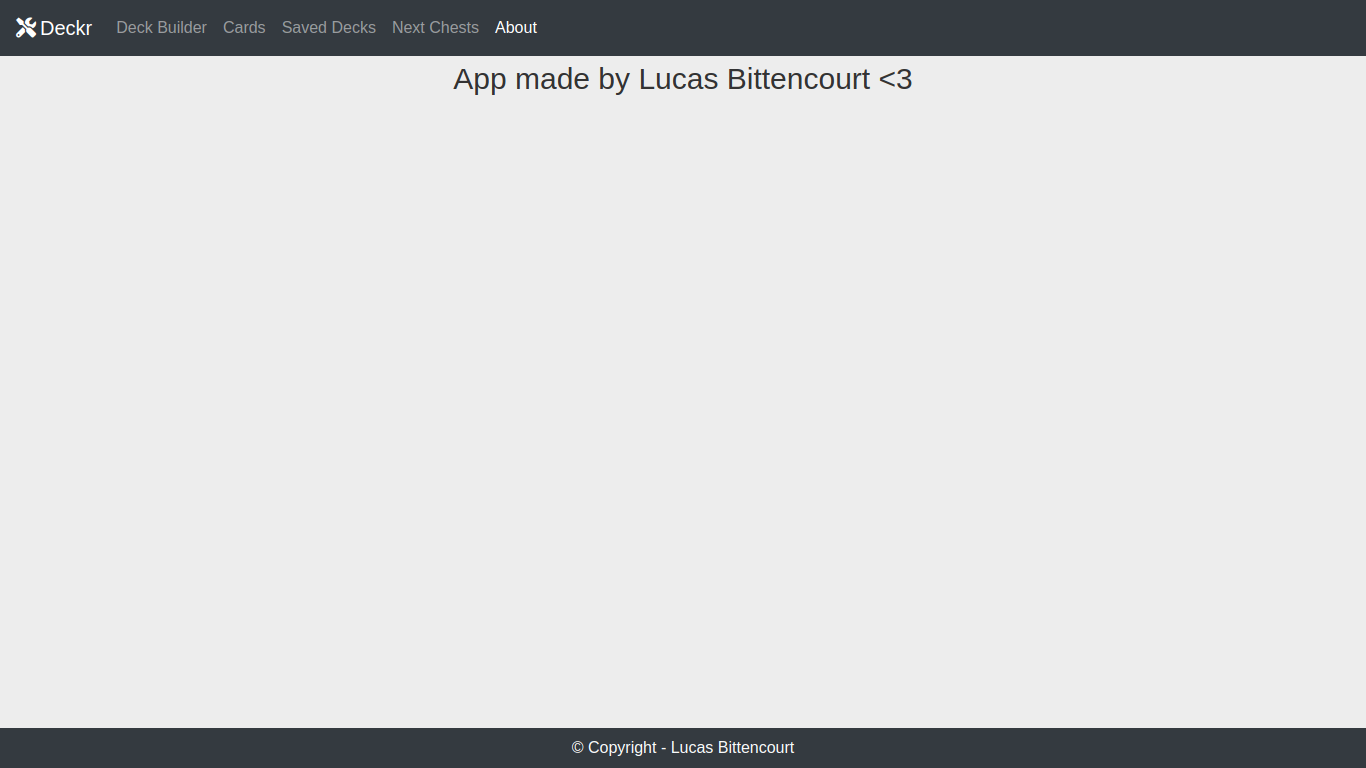 Deckr Deck Builder Cards Saved Decks Next Chests About
App made by Lucas Bittencourt <3
© Copyright - Lucas Bittencourt